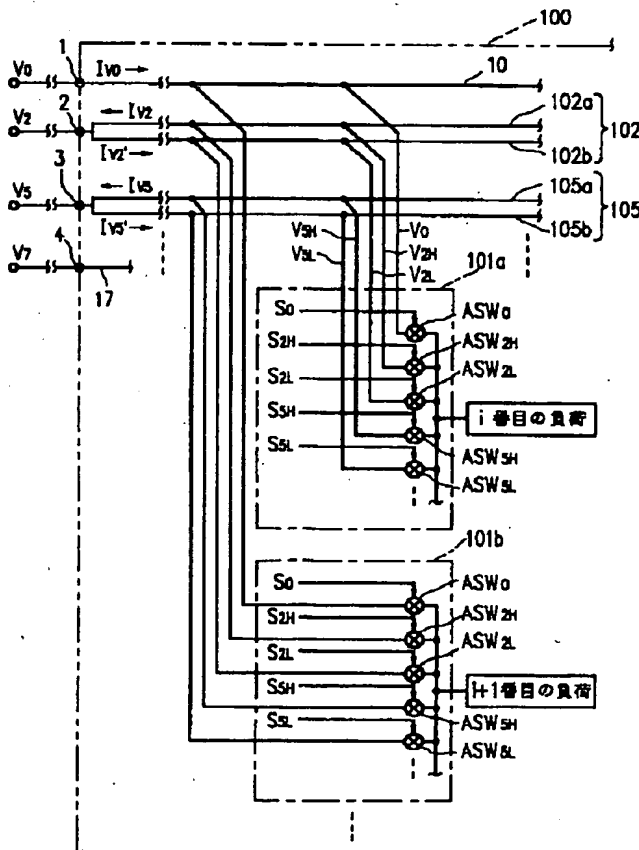 100
1
V0
IV0
10
102a
2
IV2
V2
102
IV2'
102b
105a
3
IV5
V5
105
IV5'
105b
V0
V5H
V2H
V5L
V2L
V7
4
17
101a
S0
ASW0
S2H
ASW2H
S2L
ASW2L
S5H
i番目の負荷
S5L
ASW5H
ASW5L
101b
S0
ASW0
S2H
ASW2H
S2L
ASW2L
S5H
i+1番目の負荷
S5L
ASW5H
ASW5L